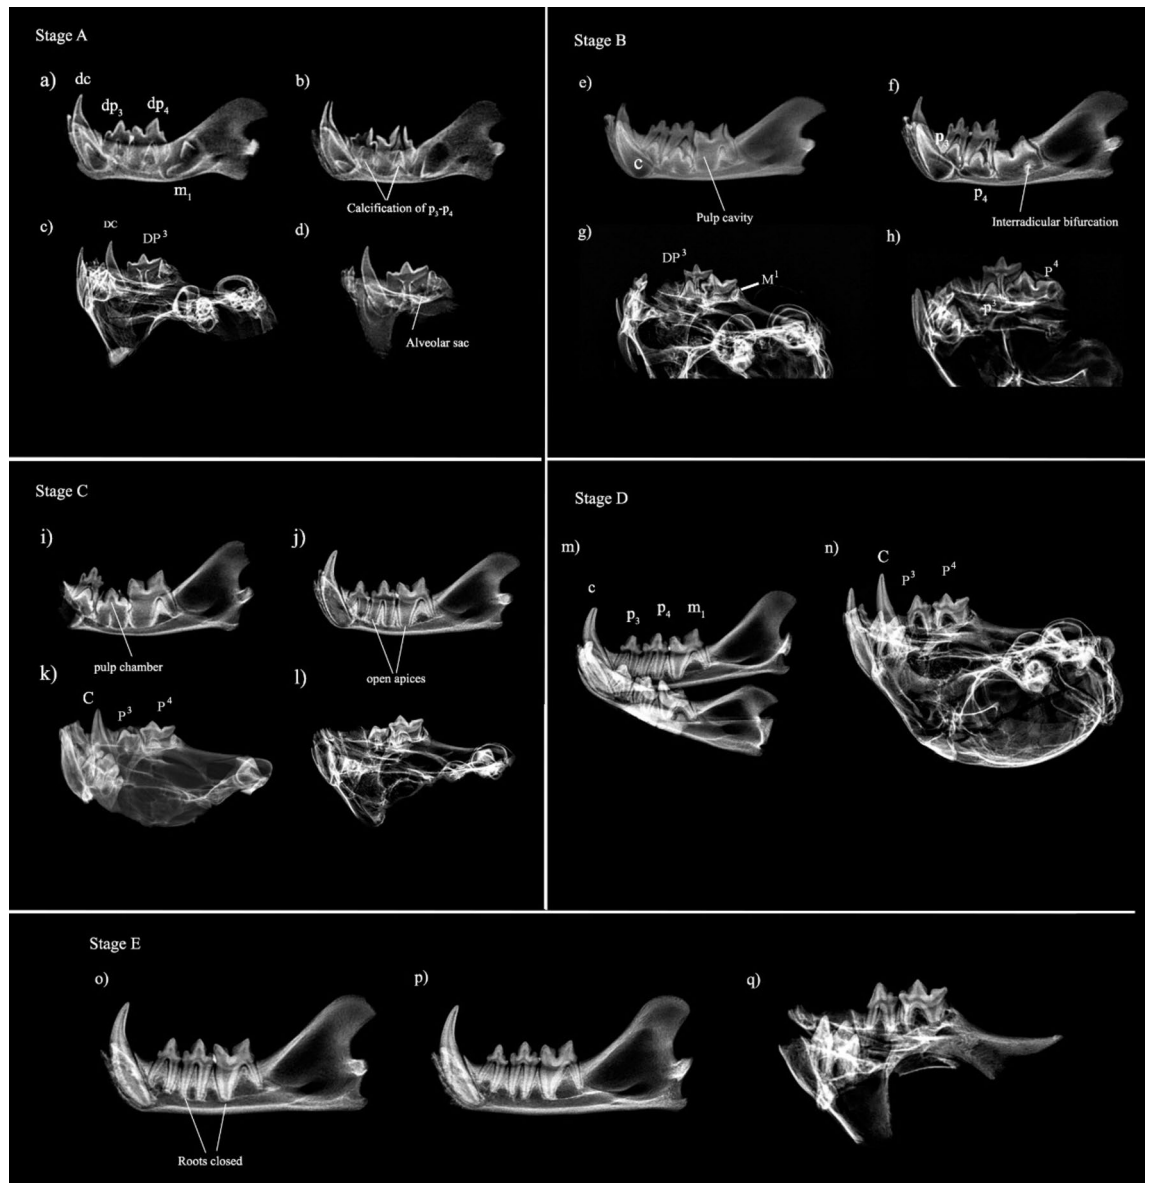 Stage A
a)
dc
dp3
dp4
m1
b)
Calcification of p3-p4
c)
DC
DP3
d)
Alveolar sac
Stage B
e)
c
Pulp cavity
f)
p3
p4
Interradicular bifurcation
g)
DP3
M1
h)
P4
Stage C
i)
pulp chamber
j)
open apices
k)
C
P3
P4
l)
Stage D
m)
c
p3
p4
m1
n)
C
P3
P4
Stage E
o)
Roots closed
p)
q)